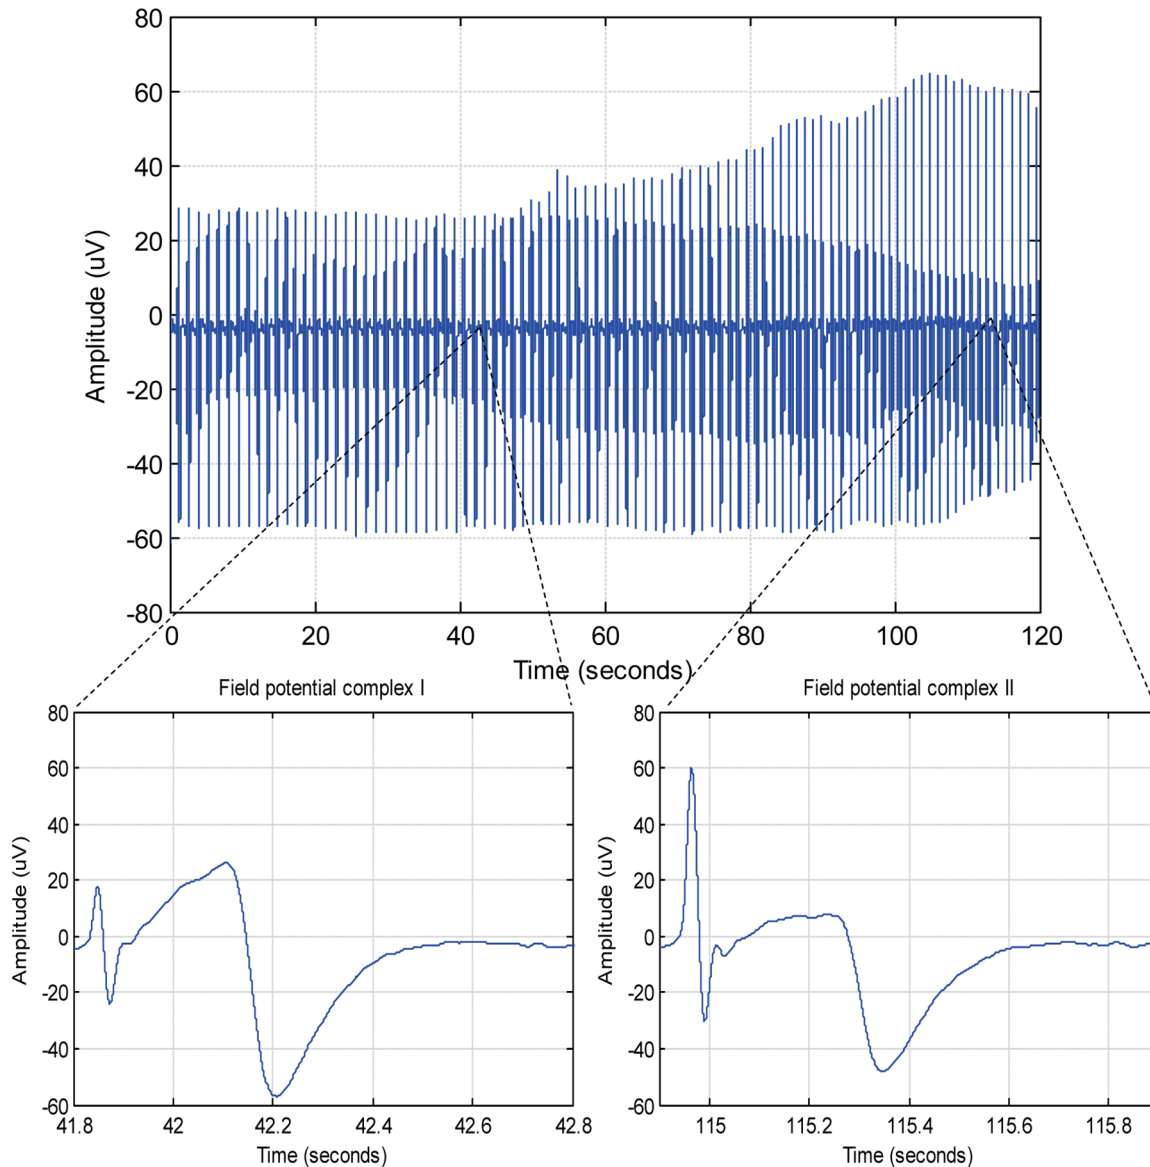 80
60
40
20
0
-20
-40
-60
-80
Amplitude (uV)
0 20 40 60 80 100 120
Time (seconds)
Field potential complex I
80
60
40
20
0
-20
-40
-60
Amplitude (uV)
41.8 42 42.2 42.4 42.6 42.8
Time (seconds)
Field potential complex II
80
60
40
20
0
-20
-40
-60
Amplitude (uV)
115 115.2 115.4 115.6 115.8
Time (seconds)